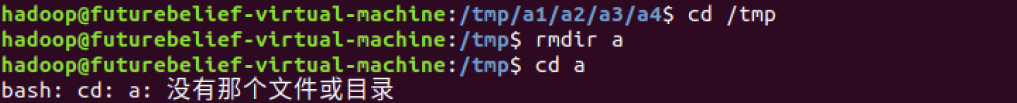 hadoop@futurebelief-virtual-machine:/tmp/a1/a2/a3/a4$ cd /tmp
hadoop@futurebelief-virtual-machine:/tmp$ rmdir a
hadoop@futurebelief-virtual-machine:/tmp$ cd a
bash: cd: a: 没有那个文件或目录